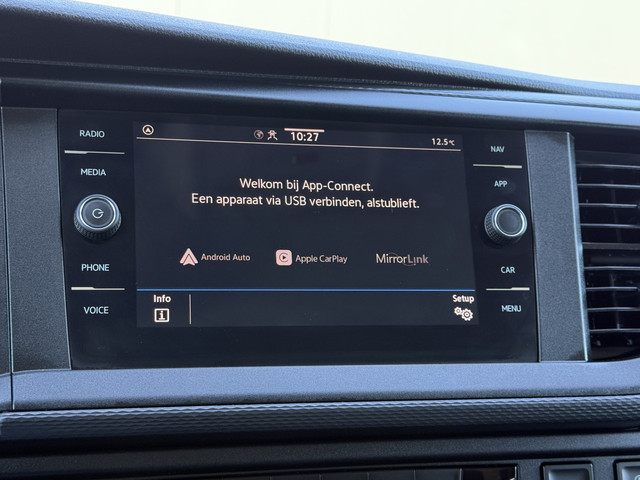 RADIO
MEDIA
PHONE
VOICE
10:27
12.5°C
Welkom bij App-Connect.
Een apparaat via USB verbinden, alstublieft.
Android Auto
Apple CarPlay
MirrorLink
Info
Setup
NAV
APP
CAR
MENU